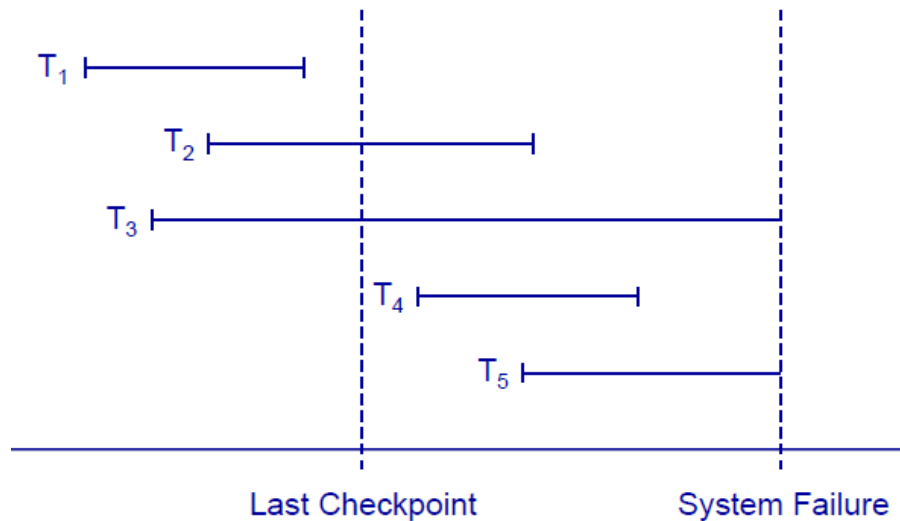 T₁
T₂
T₃
T₄
T₅
Last Checkpoint
System Failure